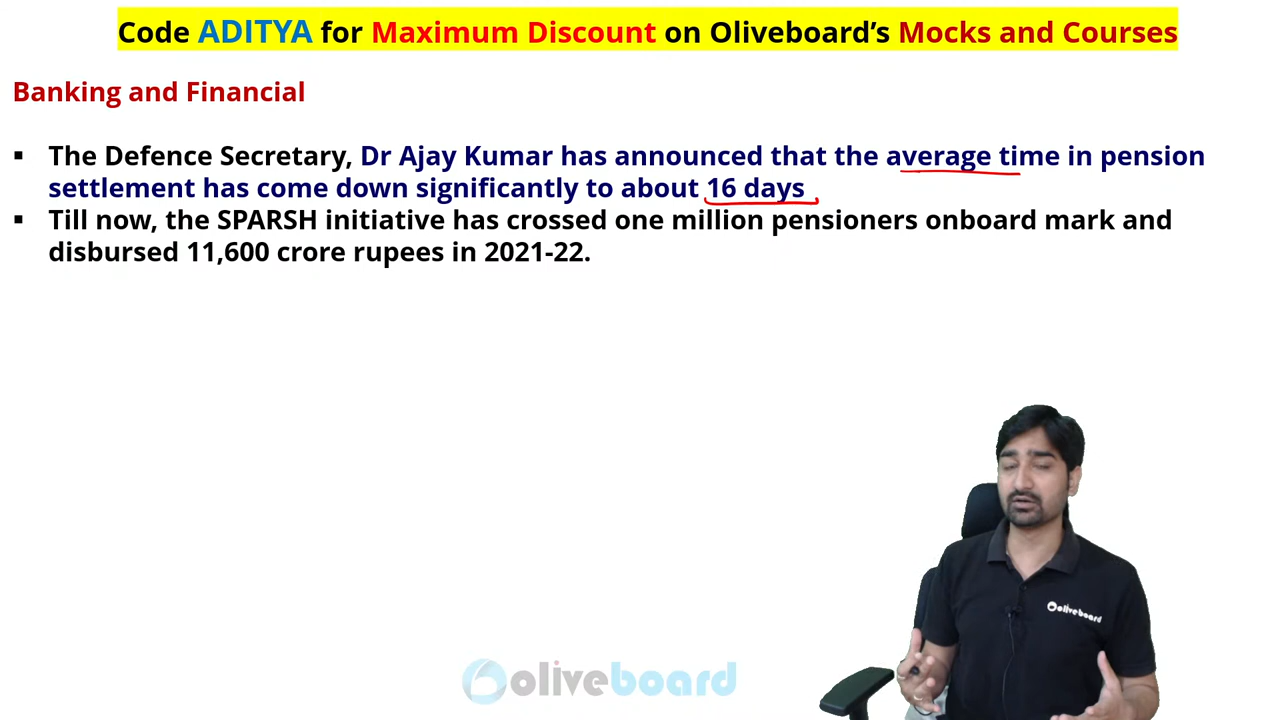 Code ADITYA for Maximum Discount on Oliveboard’s Mocks and Courses
Banking and Financial
▪ The Defence Secretary, Dr Ajay Kumar has announced that the average time in pension
settlement has come down significantly to about 16 days
▪ Till now, the SPARSH initiative has crossed one million pensioners onboard mark and
disbursed 11,600 crore rupees in 2021-22.
oliveboard
oliveboard